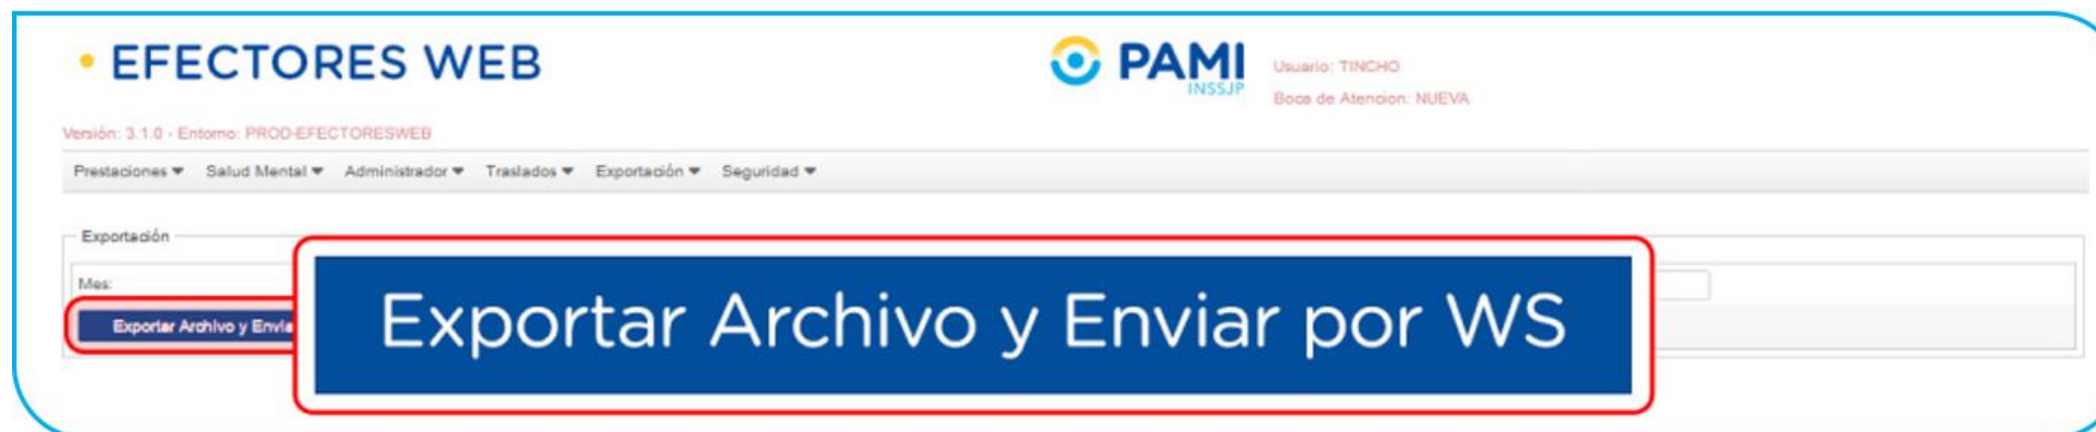 • EFECTORES WEB
PAMI
INSSJP
Usuario: TINCHO
Boca de Atencion: NUEVA
Versión: 3.1.0 - Entorno: PROD-EFECTORESWEB
Prestaciones Salud Mental Administrador Traslados Exportación Seguridad
Exportación
Mes:
Exportar Archivo y Envia
Exportar Archivo y Enviar por WS